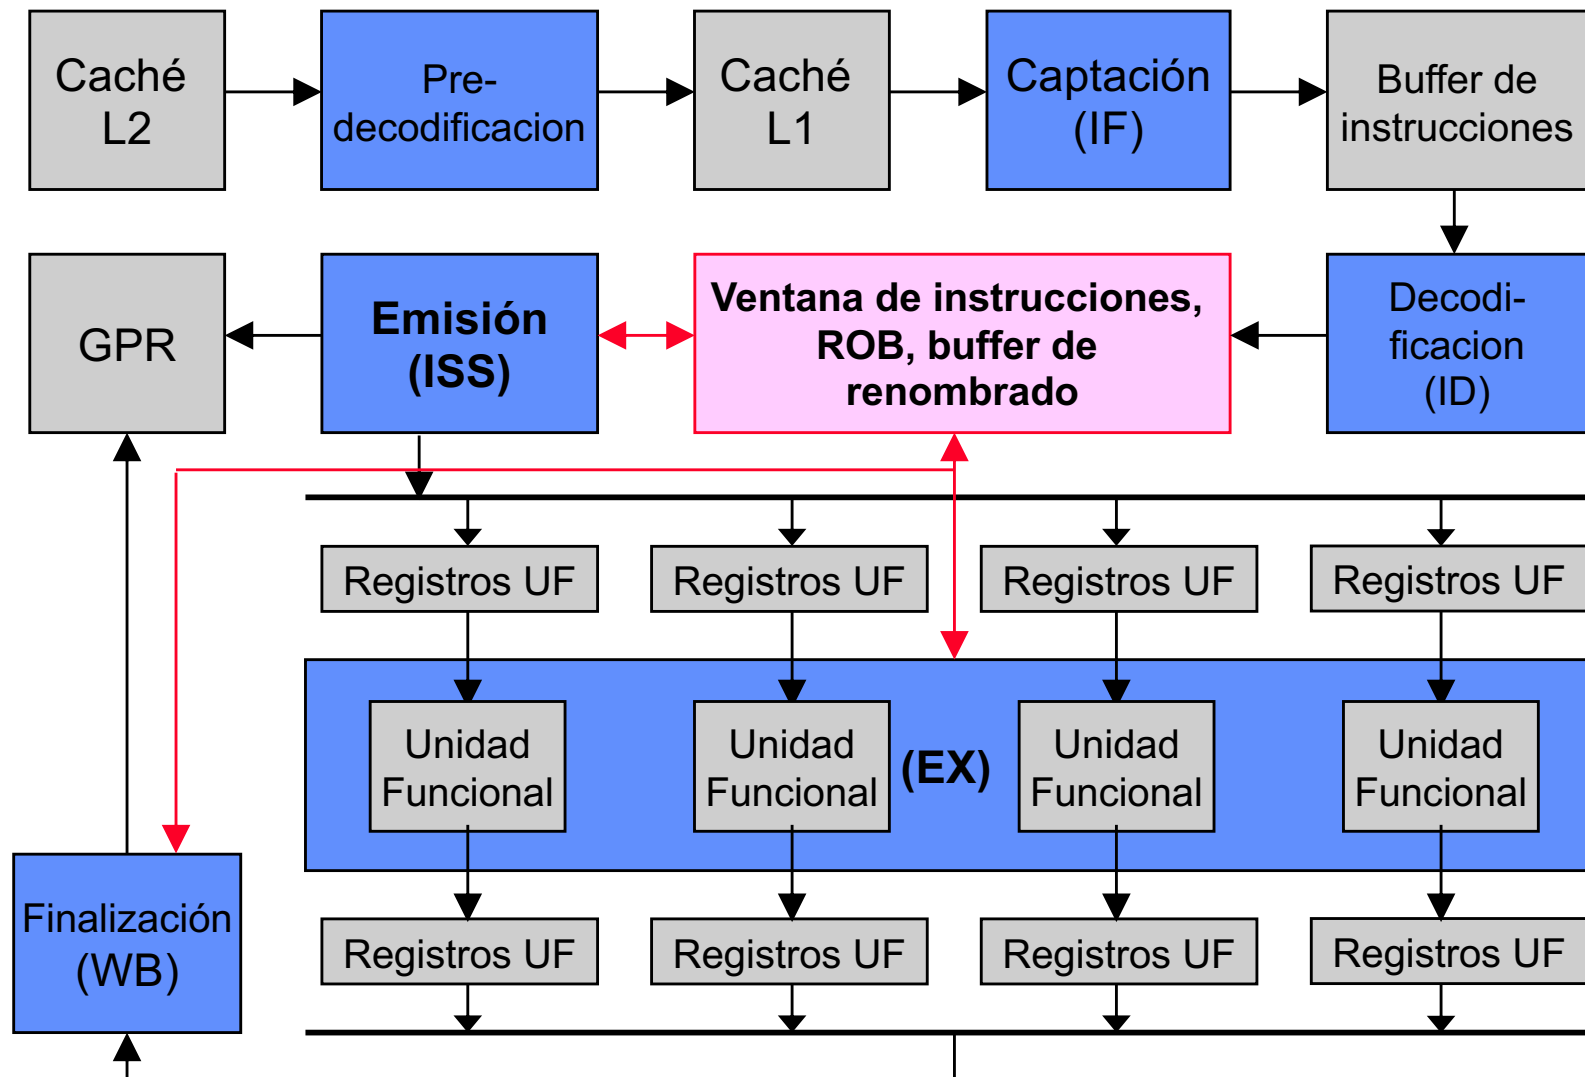 Caché
L2
Pre-
decodificacion
Caché
L1
Captación
(IF)
Buffer de
instrucciones
GPR
Emisión
(ISS)
Ventana de instrucciones,
ROB, buffer de
renombrado
Decodi-
ficacion
(ID)
Registros UF
Registros UF
Registros UF
Registros UF
Unidad
Funcional
Unidad
Funcional
(EX)
Unidad
Funcional
Unidad
Funcional
Finalización
(WB)
Registros UF
Registros UF
Registros UF
Registros UF